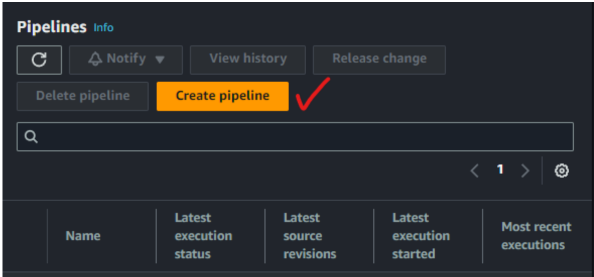 Pipelines Info
Notify View history Release change
Delete pipeline Create pipeline
1
Name Latest execution status Latest source revisions Latest execution started Most recent executions